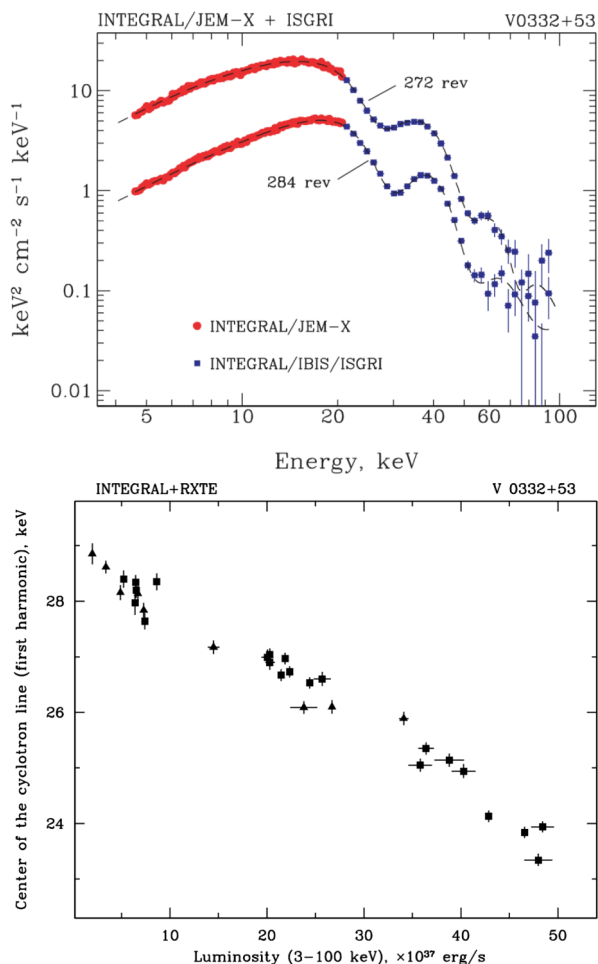 INTEGRAL/JEM-X + ISGRI V0332+53
10
1
0.1
0.01
keV² cm⁻² s⁻¹ keV⁻¹
272 rev
284 rev
INTEGRAL/JEM-X
INTEGRAL/IBIS/ISGRI
5 10 20 40 60 100
Energy, keV
INTEGRAL+RXTE V 0332+53
28
26
24
Center of the cyclotron line (first harmonic), keV
10 20 30 40 50
Luminosity (3-100 keV), ×10³⁷ erg/s